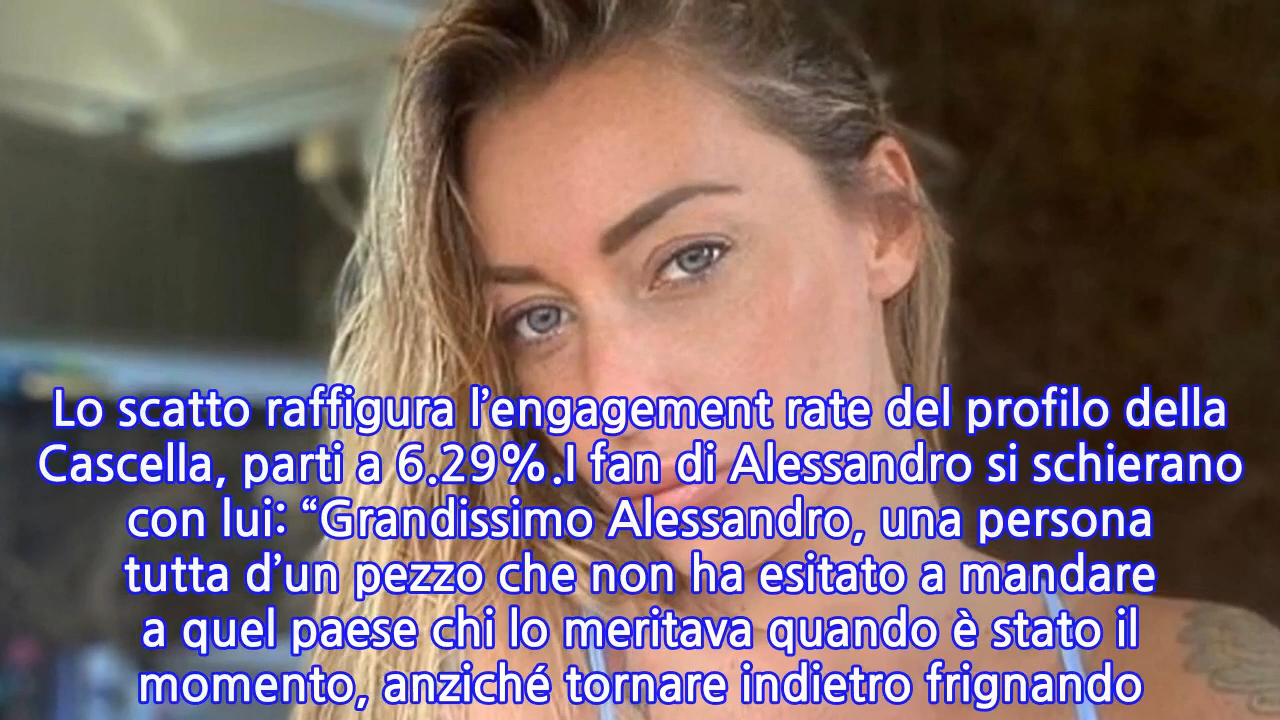 Lo scatto raffigura l’engagement rate del profilo della
Cascella, parti a 6.29%.I fan di Alessandro si schierano
con lui: “Grandissimo Alessandro, una persona
tutta d’un pezzo che non ha esitato a mandare
a quel paese chi lo meritava quando è stato il
momento, anziché tornare indietro frignando